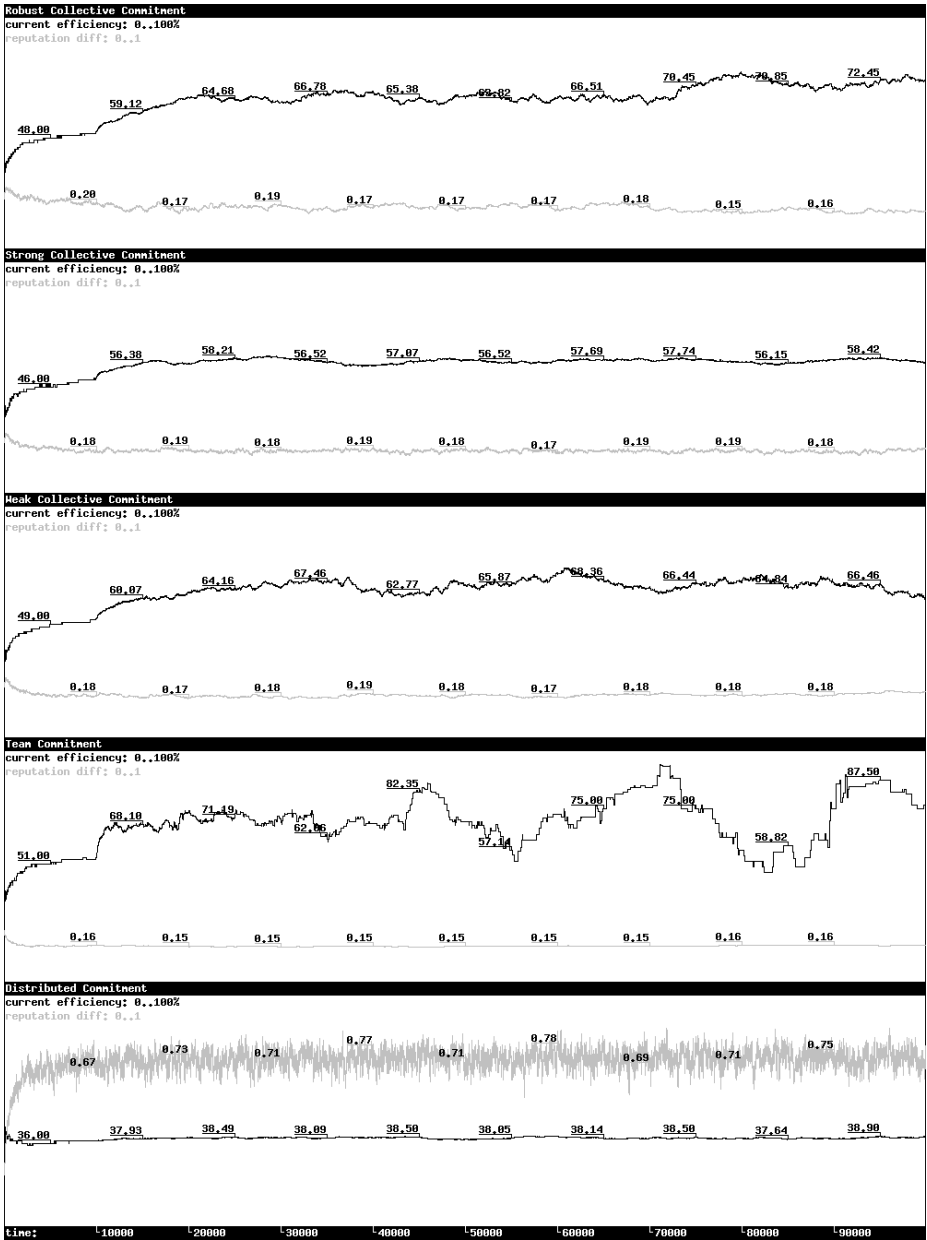 Robust Collective Commitment
current efficiency: 0..100%
reputation diff: 0..1
48.00 59.12 64.68 66.78 65.38 66.51 70.45 70.85 72.45
0.20 0.17 0.19 0.17 0.17 0.17 0.18 0.15 0.16
Strong Collective Commitment
current efficiency: 0..100%
reputation diff: 0..1
46.00 56.38 58.21 56.52 57.07 56.52 57.69 57.74 56.15 58.42
0.18 0.19 0.18 0.19 0.18 0.17 0.19 0.19 0.18
Weak Collective Commitment
current efficiency: 0..100%
reputation diff: 0..1
49.00 60.07 64.16 67.46 62.77 65.87 68.36 66.44 64.84 66.46
0.18 0.17 0.18 0.19 0.18 0.17 0.18 0.18 0.18
Team Commitment
current efficiency: 0..100%
reputation diff: 0..1
51.00 68.10 71.19 62.06 82.35 57.14 75.00 75.00 58.82 87.50
0.16 0.15 0.15 0.15 0.15 0.15 0.15 0.16 0.16
Distributed Commitment
current efficiency: 0..100%
reputation diff: 0..1
0.67 0.73 0.71 0.77 0.71 0.78 0.69 0.71 0.75
36.00 37.93 38.49 38.09 38.50 38.05 38.14 38.50 37.64 38.90
time: 10000 20000 30000 40000 50000 60000 70000 80000 90000